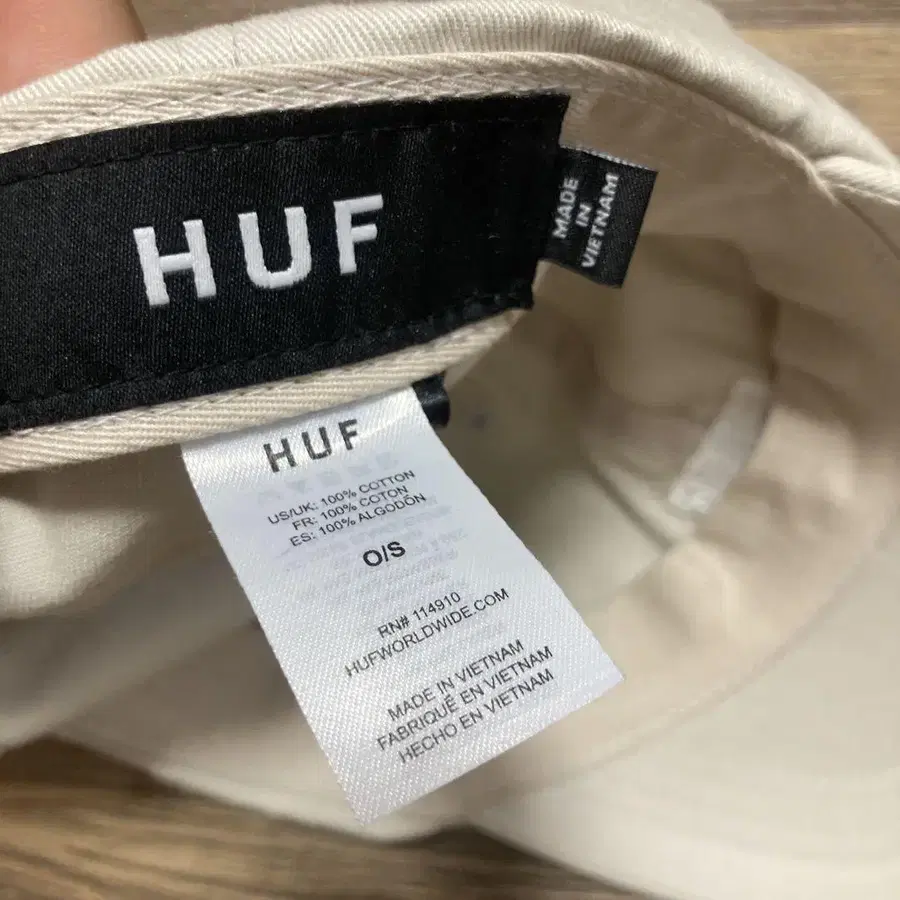 HUF
MADE
IN
VIETNAM
HUF
US/UK: 100% COTTON
FR: 100% COTON
ES: 100% ALGODÓN
O/S
RN# 114910
HUFWORLDWIDE.COM
MADE IN VIETNAM
FABRIQUÉ EN VIETNAM
HECHO EN VIETNAM